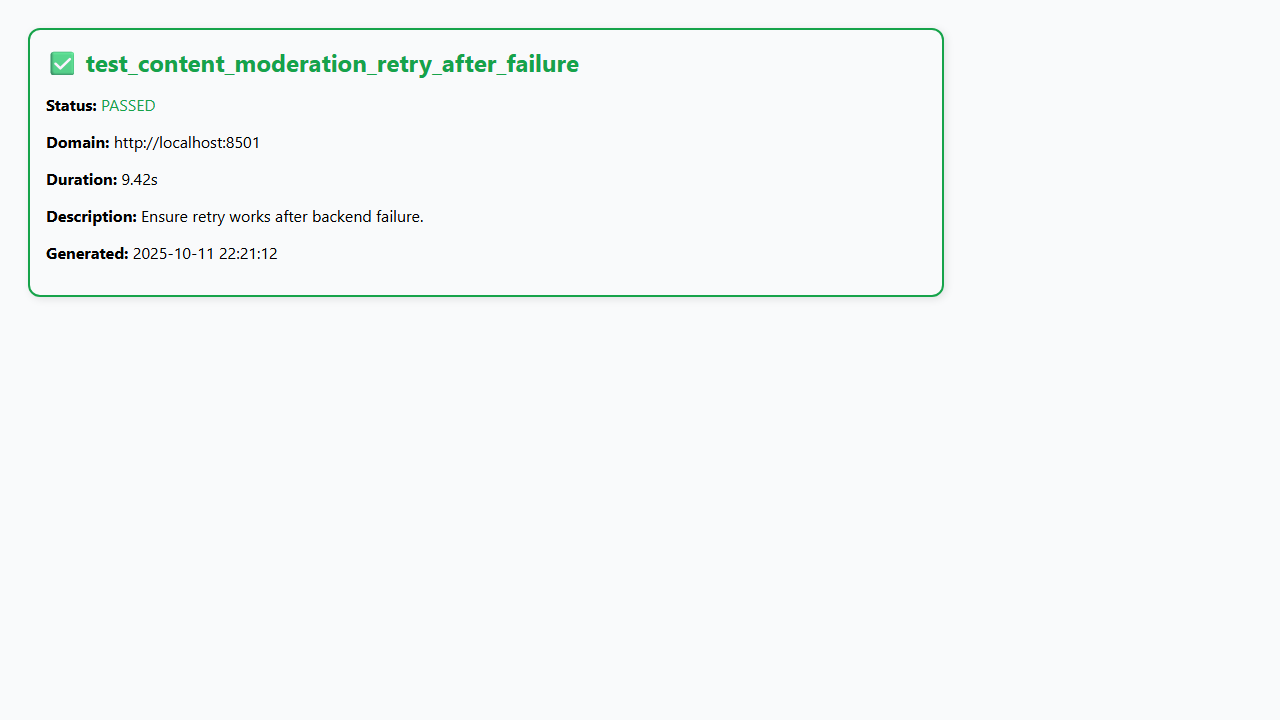 ✅ test_content_moderation_retry_after_failure
Status: PASSED
Domain: http://localhost:8501
Duration: 9.42s
Description: Ensure retry works after backend failure.
Generated: 2025-10-11 22:21:12